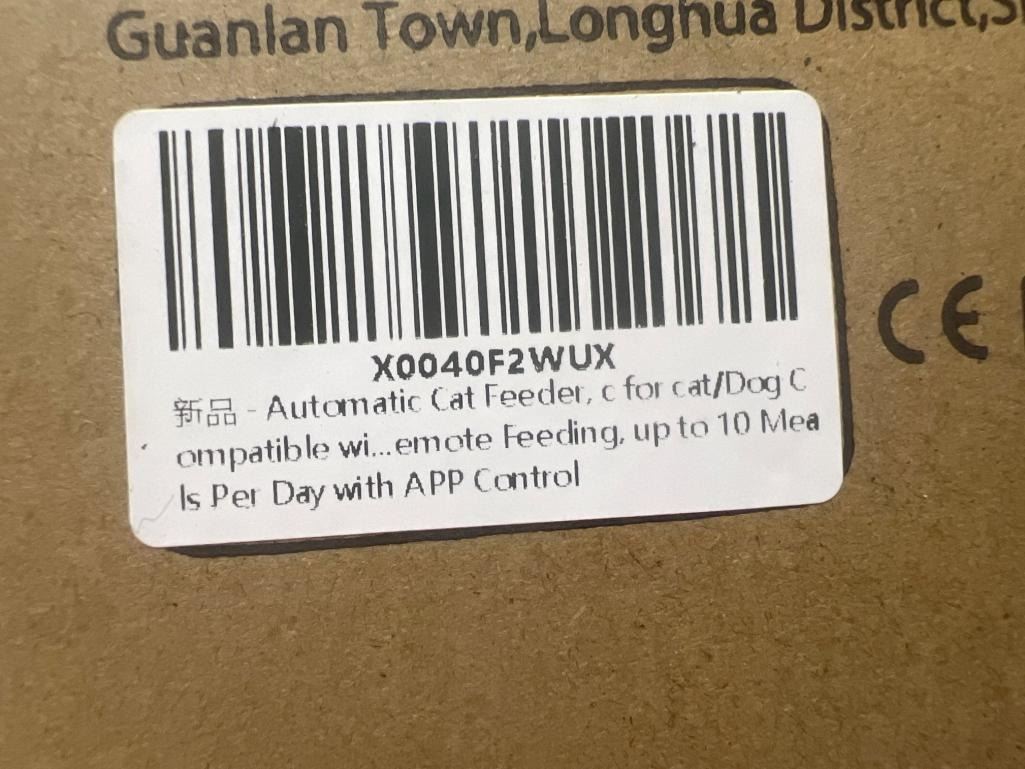 Guanlan Town,Longhua District,
X0040F2WUX
新品 - Automatic Cat Feeder, c for cat/Dog C
ompatible wi...emote Feeding, up to 10 Mea
ls Per Day with APP Control
CE